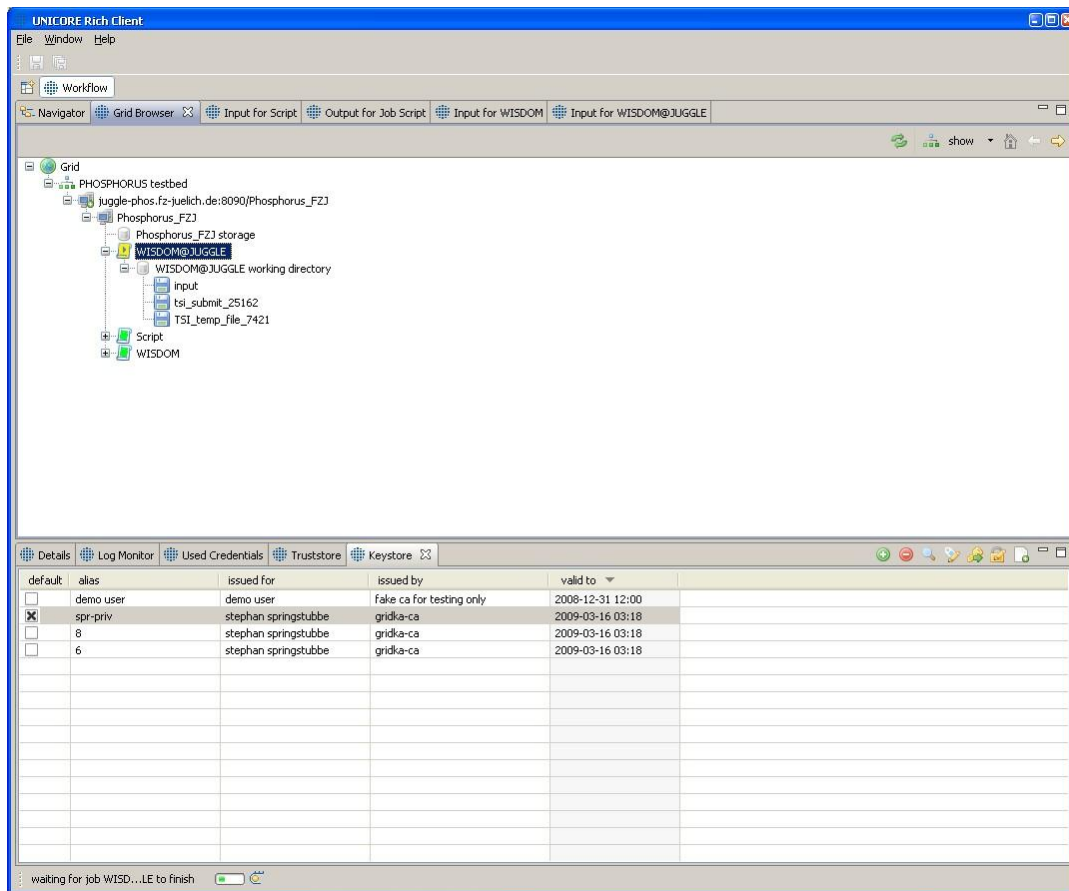 UNICORE Rich Client
File Window Help
Workflow
Navigator Grid Browser Input for Script Output for Job Script Input for WISDOM Input for WISDOM@JUGGLE
show
Grid
PHOSPHORUS testbed
juggle-phos.fz-juelich.de:8090/Phosphorus_FZJ
Phosphorus_FZJ
Phosphorus_FZJ storage
WISDOM@JUGGLE
WISDOM@JUGGLE working directory
input
tsi_submit_25162
TSI_temp_file_7421
Script
WISDOM
Details Log Monitor Used Credentials Truststore Keystore
default alias issued for issued by valid to
demo user demo user fake ca for testing only 2008-12-31 12:00
spr-priv stephan springstubbe gridka-ca 2009-03-16 03:18
8 stephan springstubbe gridka-ca 2009-03-16 03:18
6 stephan springstubbe gridka-ca 2009-03-16 03:18
waiting for job WISD...LE to finish